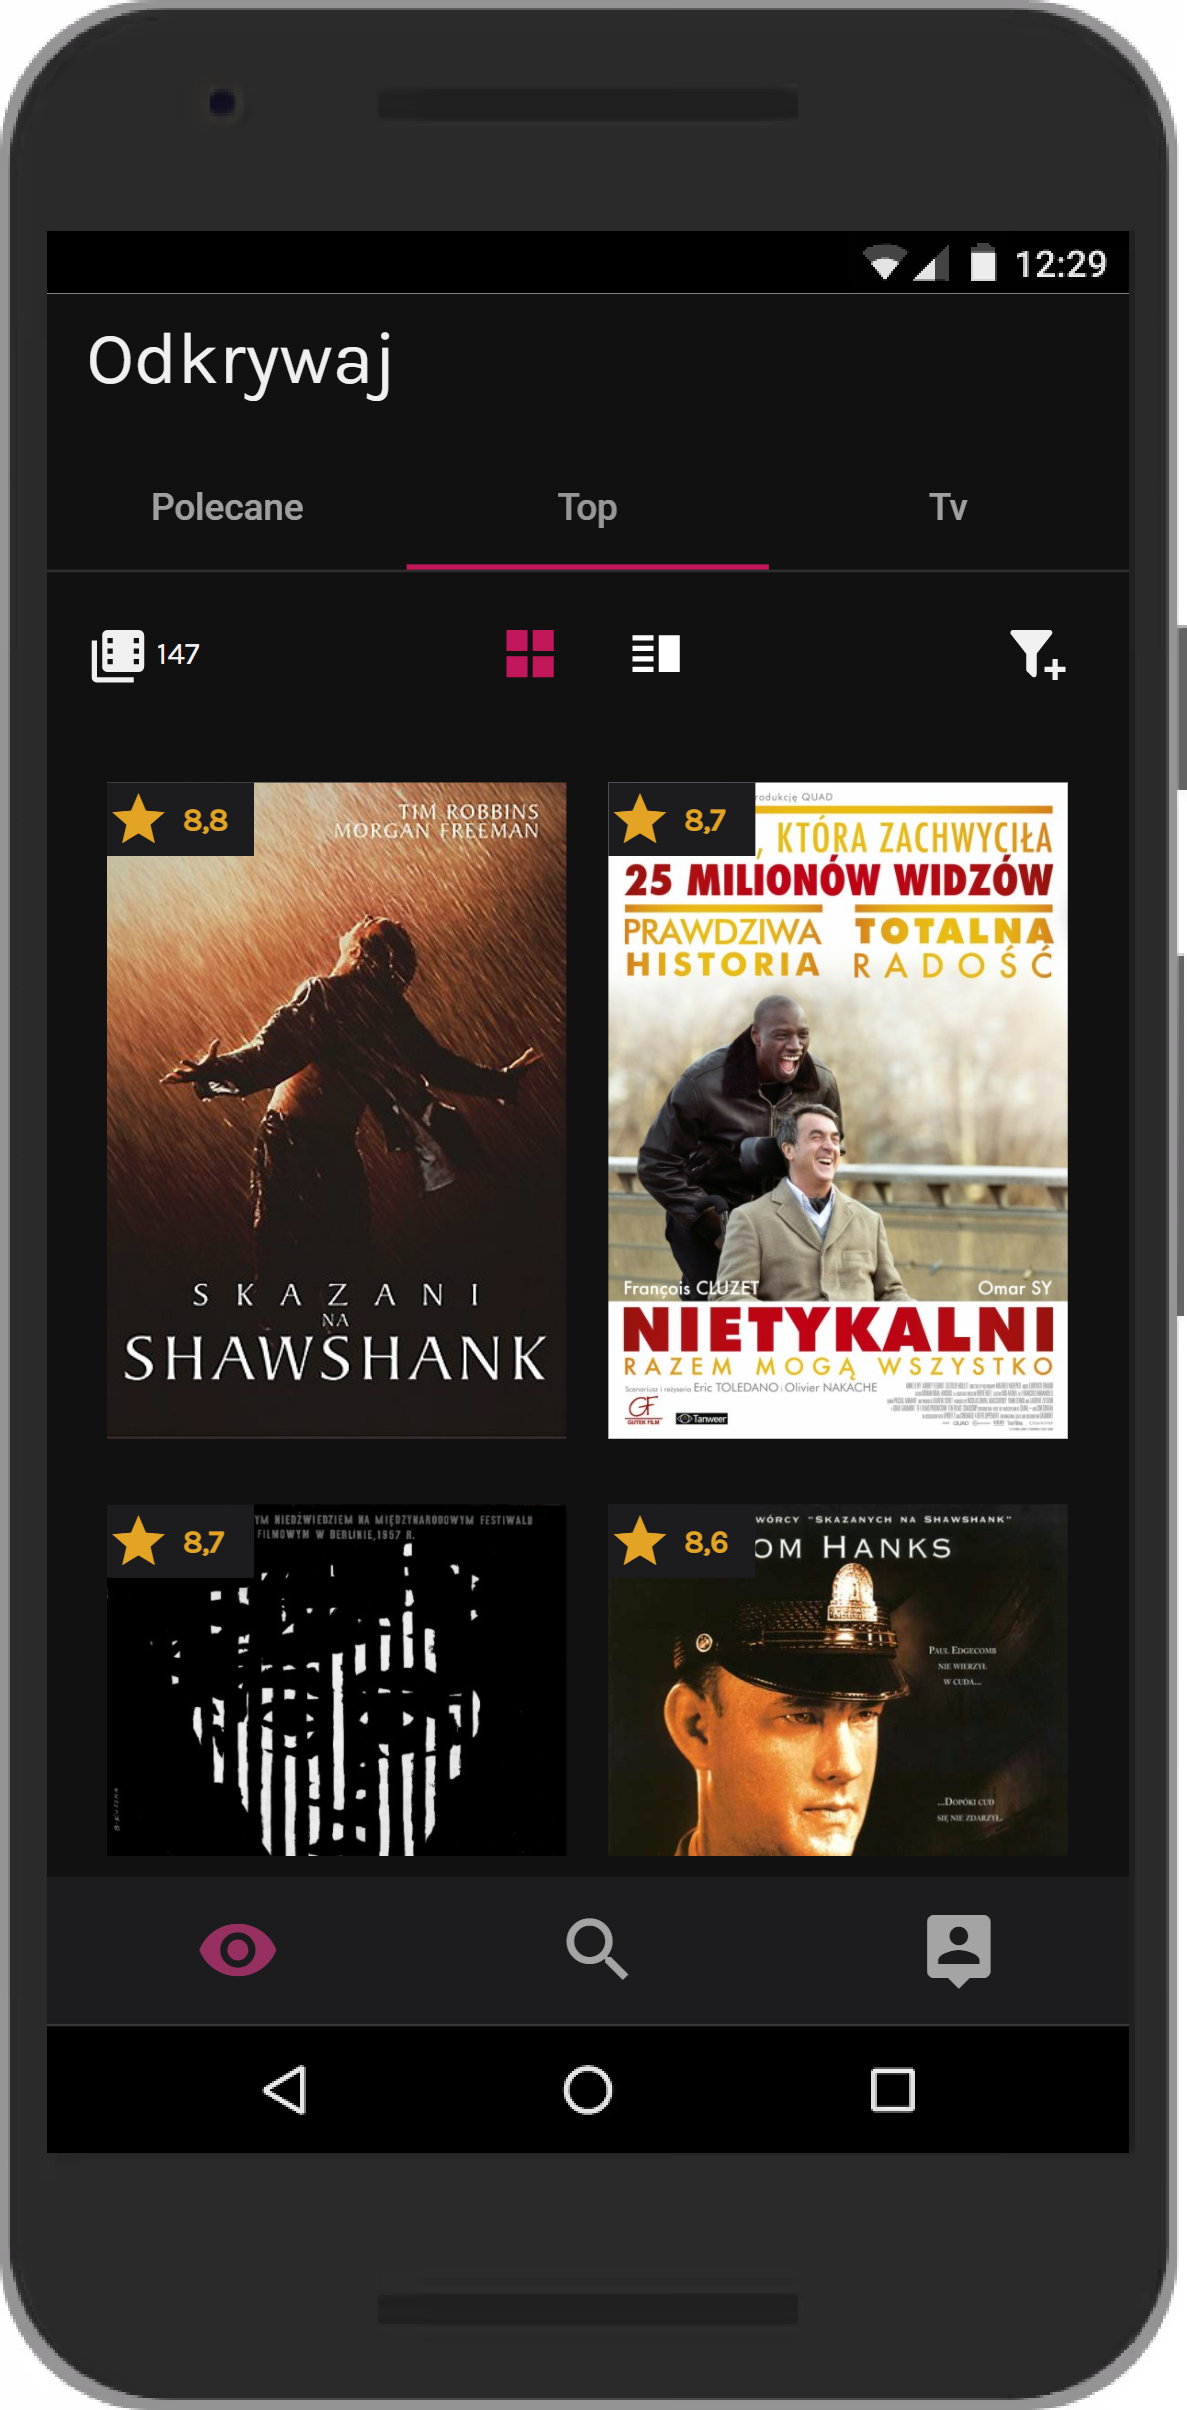 12:29
Odkrywaj
Polecane
Top
Tv
147
8,8
TIM ROBBINS
MORGAN FREEMAN
SKAZANI
NA
SHAWSHANK
8,7
QUAD
, KTÓRA ZACHWYCIŁA
25 MILIONÓW WIDZÓW
PRAWDZIWA
HISTORIA
TOTALNA
RADOŚĆ
François CLUZET
Omar SY
NIETYKALNI
RAZEM MOGĄ WSZYSTKO
Scenariusz i reżyseria Eric TOLEDANO i Olivier NAKACHE
GF
GUTEK FILM
Tanweer
8,7
YM NIEDŹWIEDZIEM NA MIĘDZYNARODOWYM FESTIWALU
FILMOWYM W BERLINIE, 1957 R.
8,6
WÓRCY "SKAZANYCH NA SHAWSHANK"
OM HANKS
PAUL EDGECOMB
NIE WIERZYŁ
W CUDA...
...DOPÓKI CUD
SIĘ NIE ZDARZYŁ.